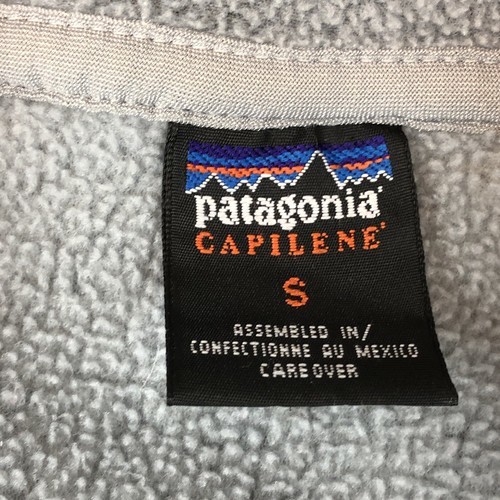 patagonia®
CAPILENE®
S
ASSEMBLED IN/
CONFECTIONNE AU MEXICO
CARE OVER